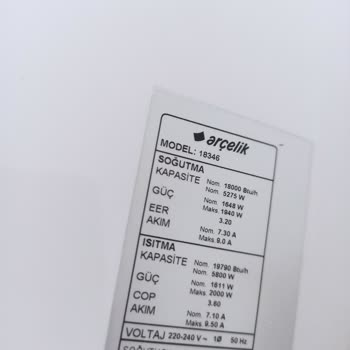 arçelik
MODEL: 18346
SOĞUTMA
KAPASİTE Nom. 18000 Btu/h
Nom. 5275 W
GÜÇ Nom. 1648 W
Maks. 1840 W
EER 3.20
AKIM Nom. 7.30 A
Maks. 9.0 A
ISITMA
KAPASİTE Nom. 19790 Btu/h
Nom. 5800 W
GÜÇ Nom. 1611 W
Maks. 2000 W
COP 3.60
AKIM Nom. 7.10 A
Maks. 9.50 A
VOLTAJ 220-240 V ~ 1Ø 50 Hz